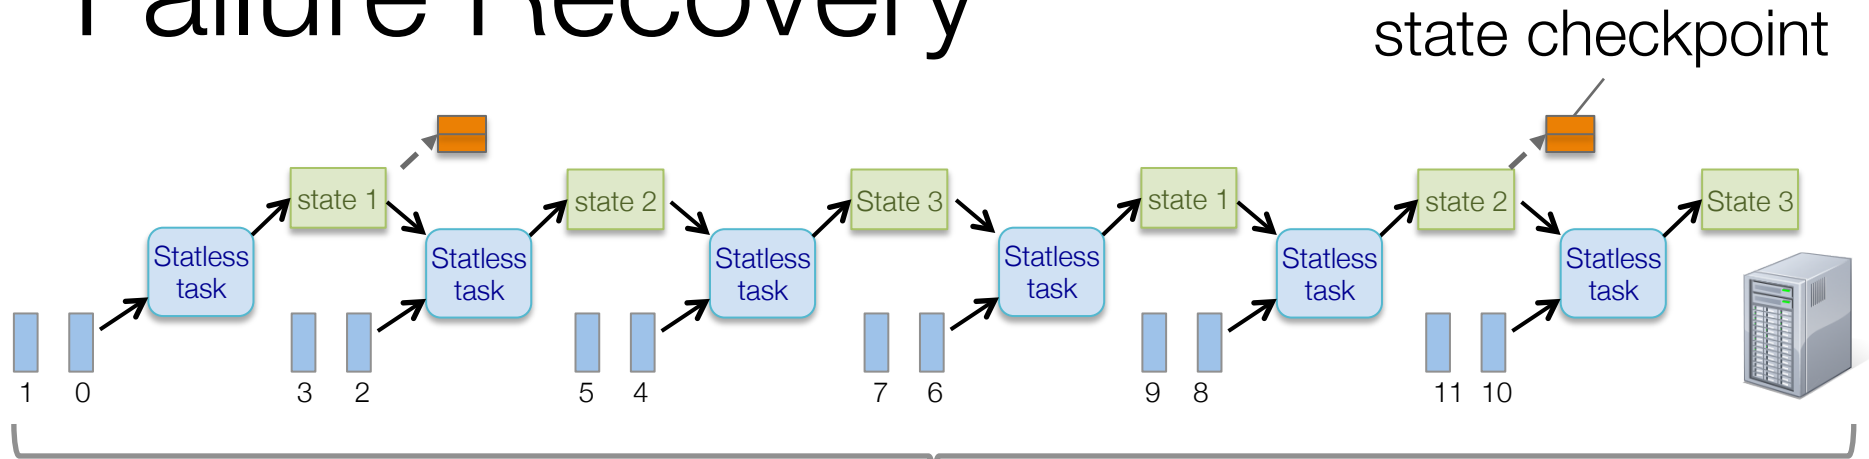 Failure Recovery
state checkpoint
state 1
state 2
State 3
state 1
state 2
State 3
Statless
task
Statless
task
Statless
task
Statless
task
Statless
task
Statless
task
1 0 3 2 5 4 7 6 9 8 11 10